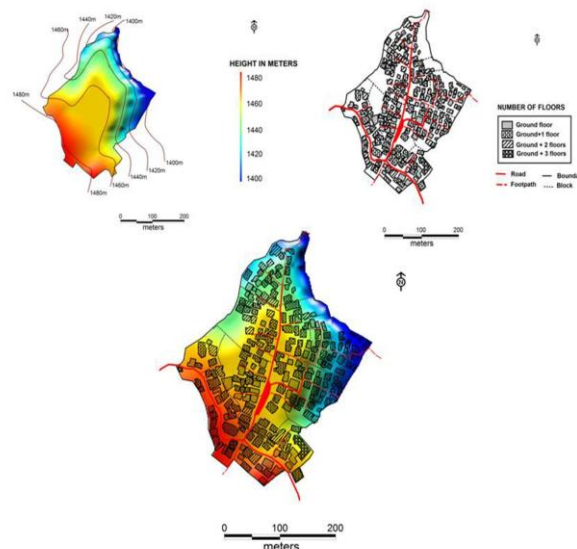 1440m
1420m
1400m
1460m
1480m
HEIGHT IN METERS
1480
1460
1440
1420
1400
1400m
1420m
1440m
1460m
1480m
0 100 200
meters
NUMBER OF FLOORS
Ground floor
Ground+1 floor
Ground + 2 floors
Ground + 3 floors
Road
Bound
Footpath
Block
0 100 200
meters
N
0 100 200
meters